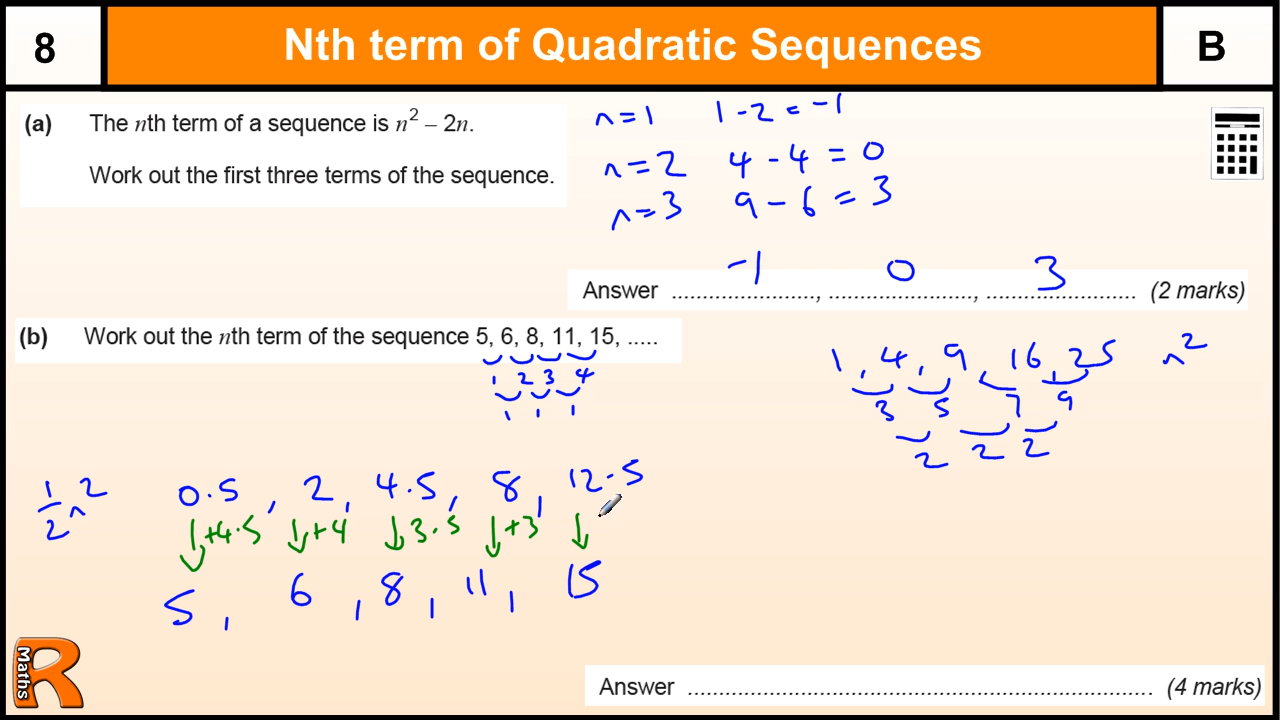 8 Nth term of Quadratic Sequences B
(a) The nth term of a sequence is n² – 2n.
Work out the first three terms of the sequence.
n=1 1-2 = -1
n=2 4-4 = 0
n=3 9-6 = 3
-1 0 3
Answer ......................., ......................., ........................ (2 marks)
(b) Work out the nth term of the sequence 5, 6, 8, 11, 15, .....
1 2 3 4
1 1 1
1, 4, 9, 16, 25 n²
3 5 7 9
2 2 2
½n² 0.5, 2, 4.5, 8, 12.5
↓+4.5 ↓+4 ↓3.5 ↓+3 ↓
5, 6, 8, 11, 15
R Maths
Answer ........................................................................... (4 marks)